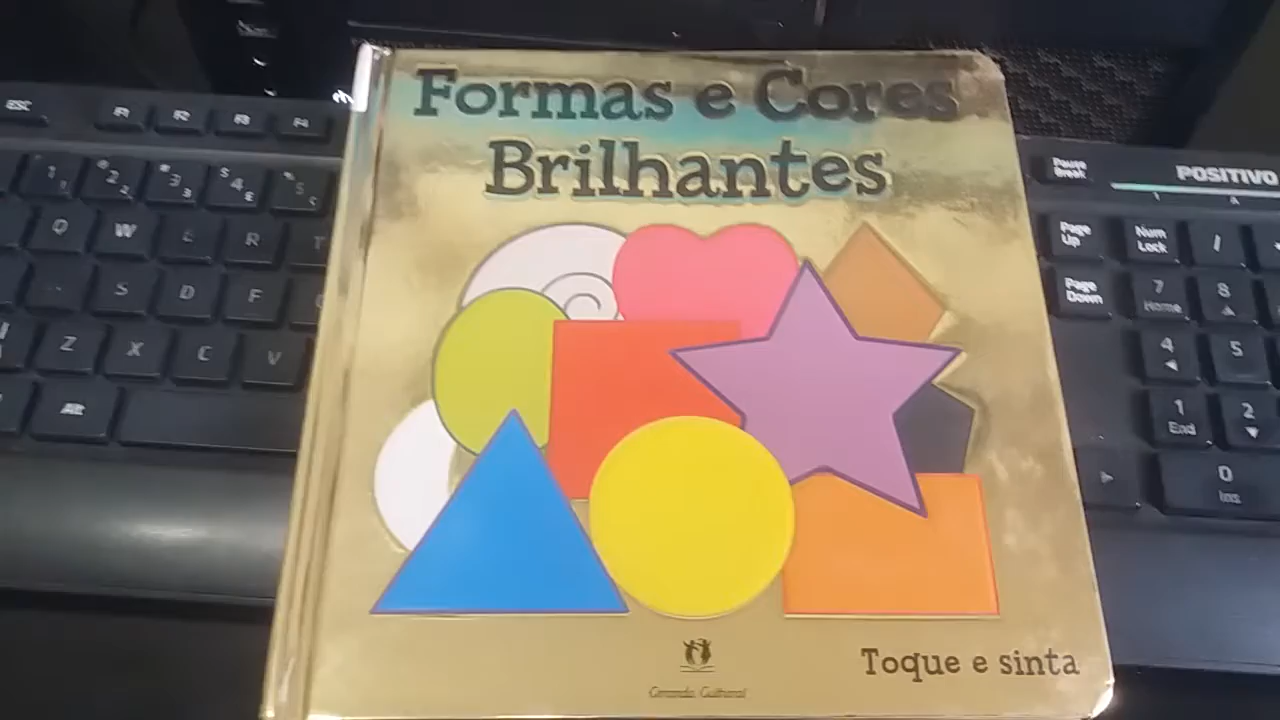 Formas e Cores
Brilhantes
Toque e sinta
Ciranda Cultural
POSITIVO
ESC
F1 F2 F3 F4
1 2 3 4 5
Q W E R T
S D F
Z X C V
Alt
Pause
Break
Page
Up
Num
Lock
/
Page
Down
7
Home
8
4
5
1
End
2
0
Ins